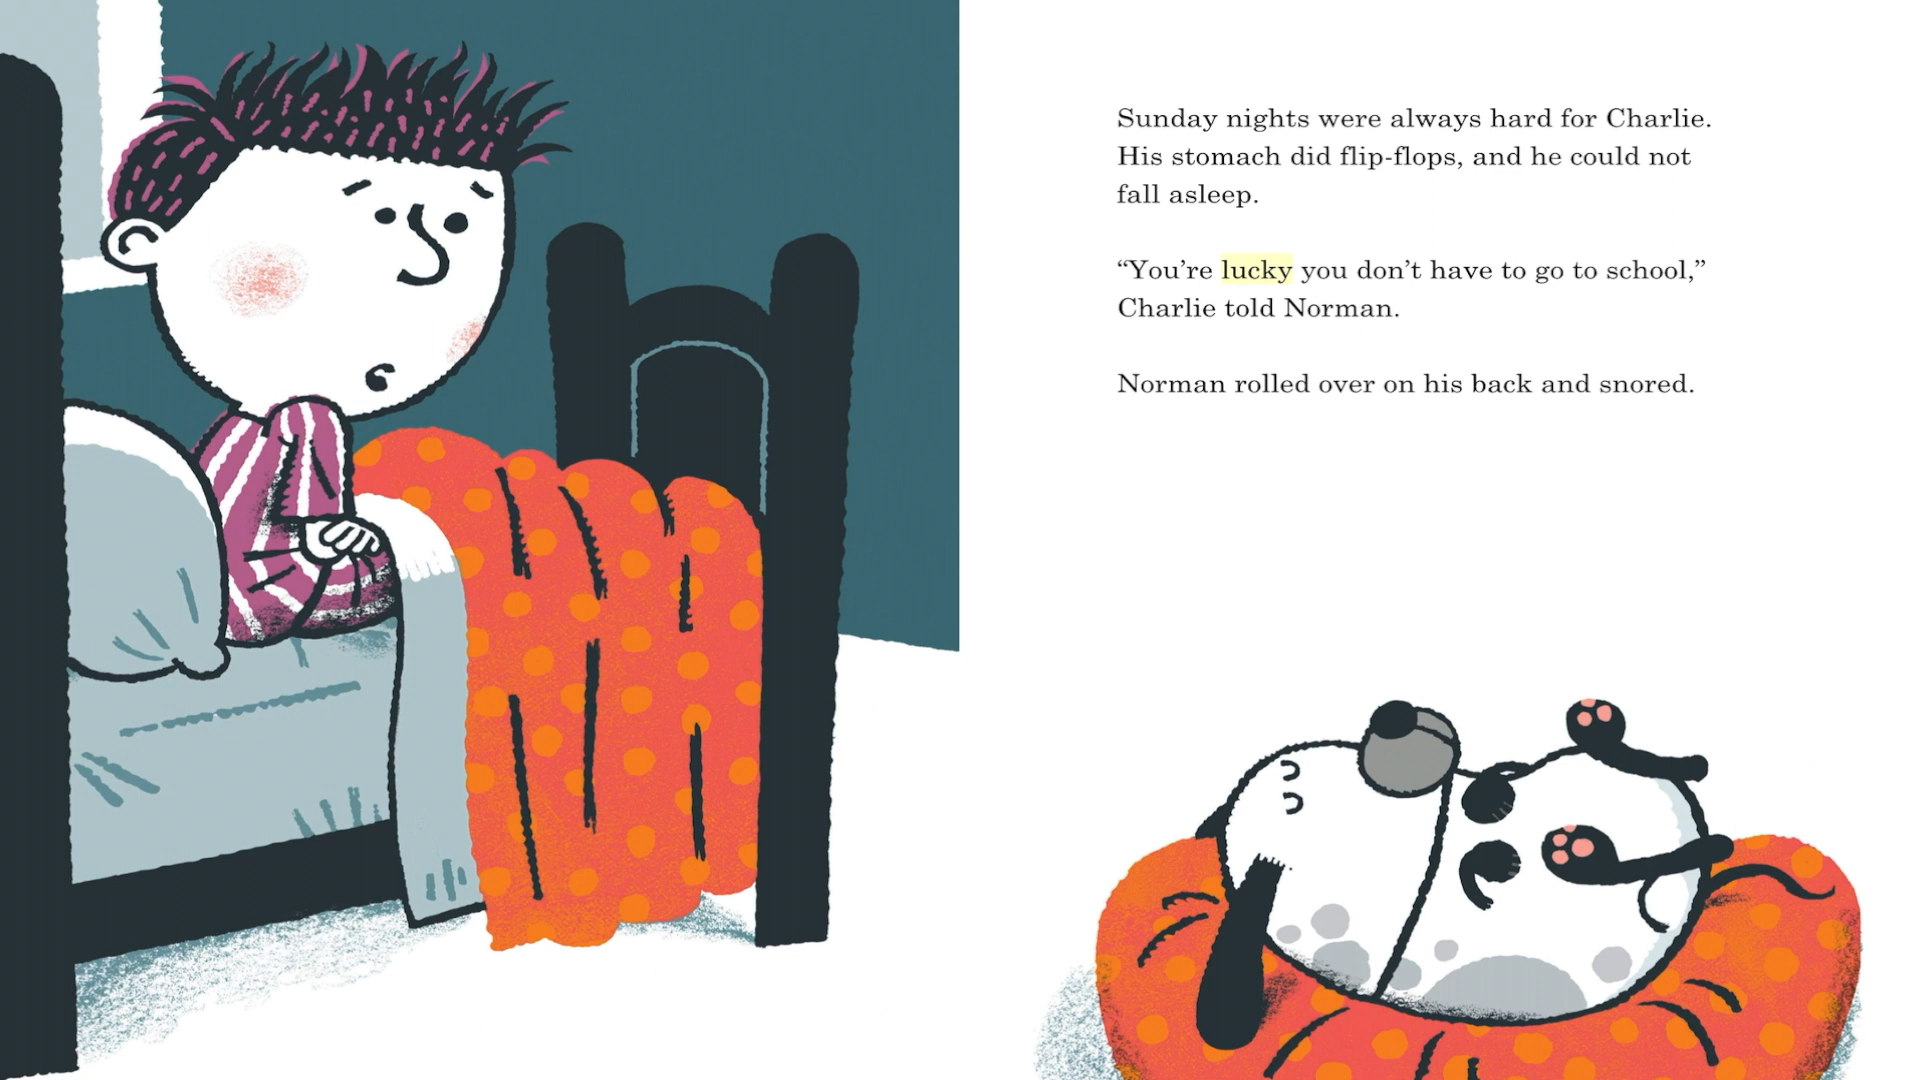 Sunday nights were always hard for Charlie.
His stomach did flip-flops, and he could not
fall asleep.
“You’re lucky you don’t have to go to school,”
Charlie told Norman.
Norman rolled over on his back and snored.